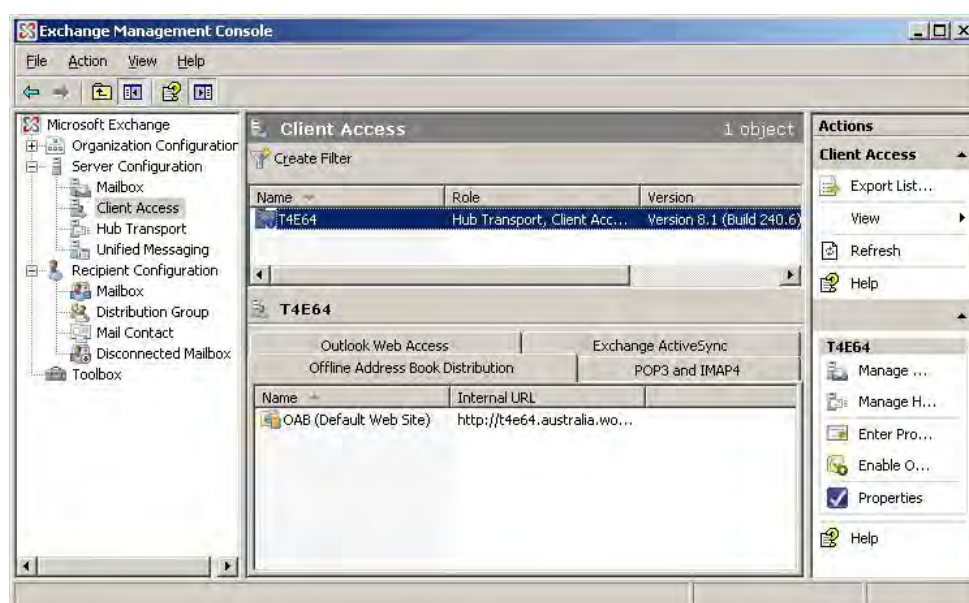 Exchange Management Console
File Action View Help
Microsoft Exchange
Organization Configuration
Server Configuration
Mailbox
Client Access
Hub Transport
Unified Messaging
Recipient Configuration
Mailbox
Distribution Group
Mail Contact
Disconnected Mailbox
Toolbox
Client Access 1 object
Create Filter
Name Role Version
T4E64 Hub Transport, Client Acc... Version 8.1 (Build 240.6)
T4E64
Outlook Web Access Exchange ActiveSync
Offline Address Book Distribution POP3 and IMAP4
Name Internal URL
OAB (Default Web Site) http://t4e64.australia.wo...
Actions
Client Access
Export List...
View
Refresh
Help
T4E64
Manage ...
Manage H...
Enter Pro...
Enable O...
Properties
Help